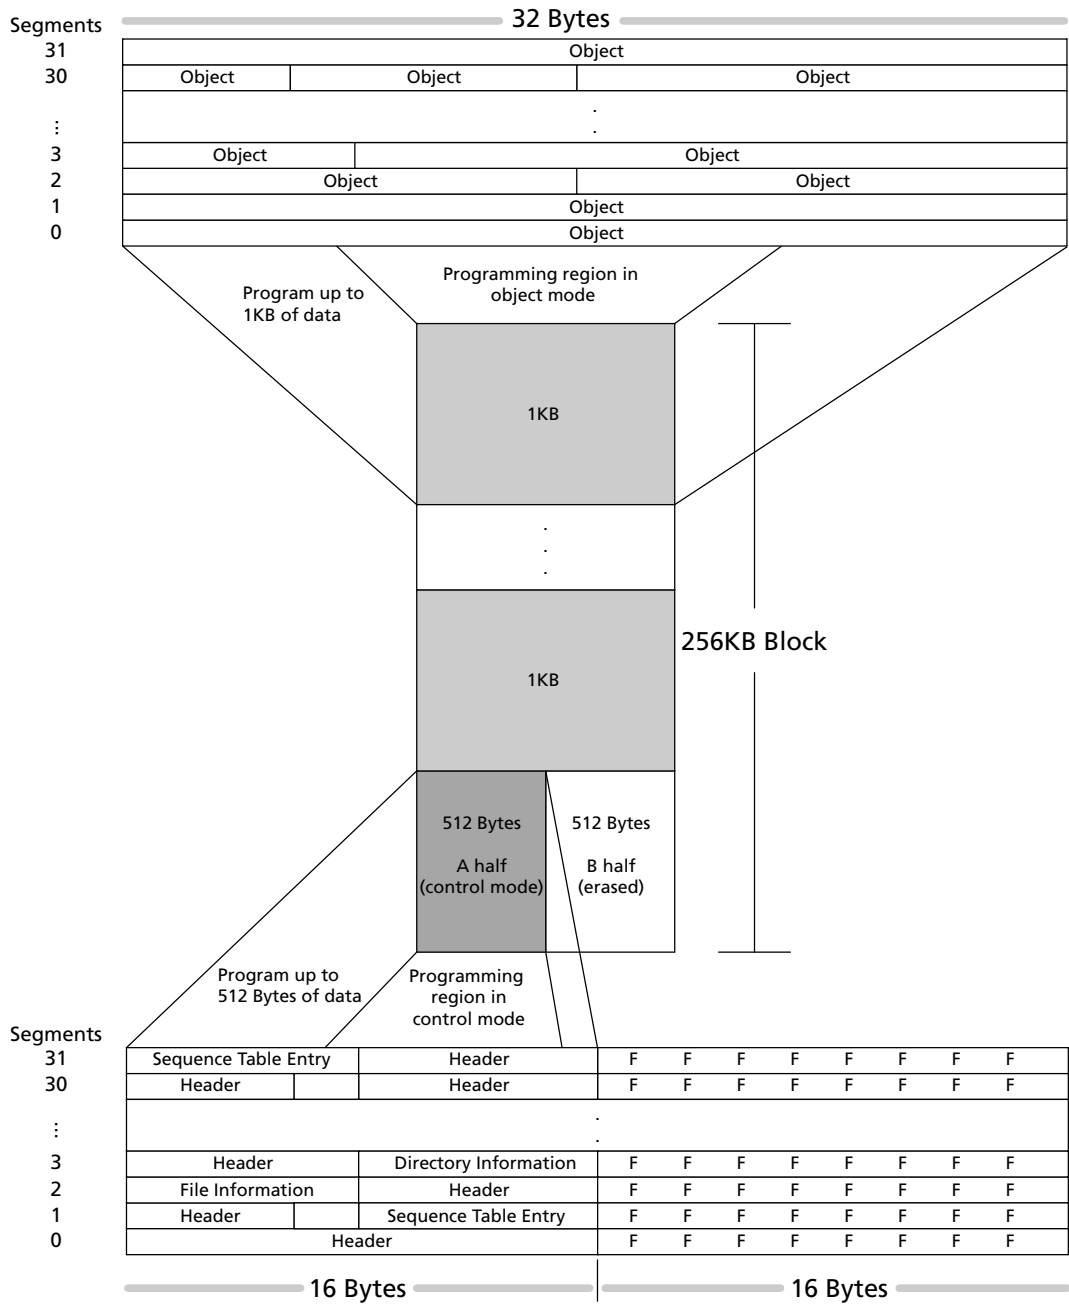 32 Bytes
Segments
31 Object
30 Object Object Object
⋮ . .
3 Object Object
2 Object Object
1 Object
0 Object
Programming region in
object mode
Program up to
1KB of data
1KB
. . .
256KB Block
1KB
512 Bytes 512 Bytes
A half B half
(control mode) (erased)
Program up to
512 Bytes of data
Programming
region in
control mode
Segments
31 Sequence Table Entry Header F F F F F F F F
30 Header Header F F F F F F F F
⋮ . .
3 Header Directory Information F F F F F F F F
2 File Information Header F F F F F F F F
1 Header Sequence Table Entry F F F F F F F F
0 Header F F F F F F F F
16 Bytes 16 Bytes